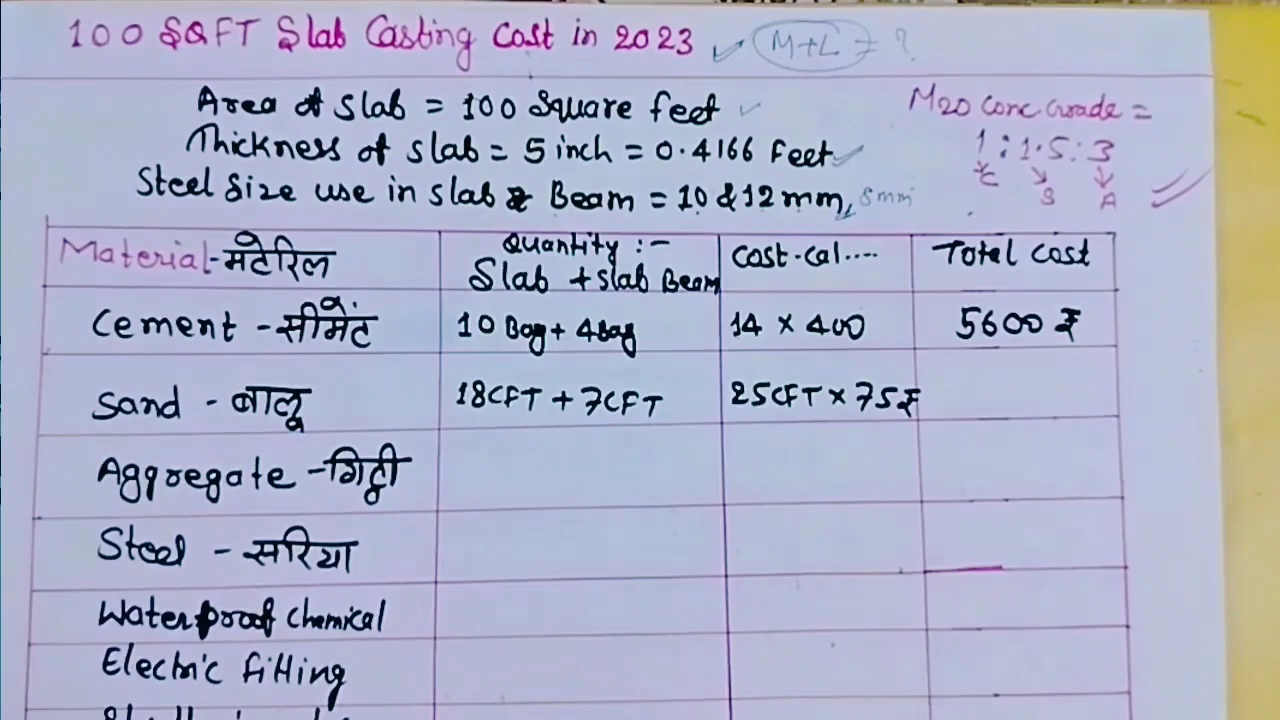 100 SQFT Slab Casting Cost in 2023 M+L = ?
Area of Slab = 100 Square feet
Thickness of slab = 5 inch = 0.4166 Feet
Steel Size use in slab & Beam = 10 & 12 mm, 8mm
M20 Conc Grade =
1 : 1.5 : 3
C S A
Material-मटेरिल Quantity :- Cost-cal.... Total Cost
Slab + slab Beam
Cement - सीमेंट 10 Bag + 4 bag 14 x 400 5600 ₹
Sand - बालू 18CFT + 7CFT 25CFT x 75₹
Aggregate - गिट्टी
Steel - सरिया
Waterproof Chemical
Electric fitting